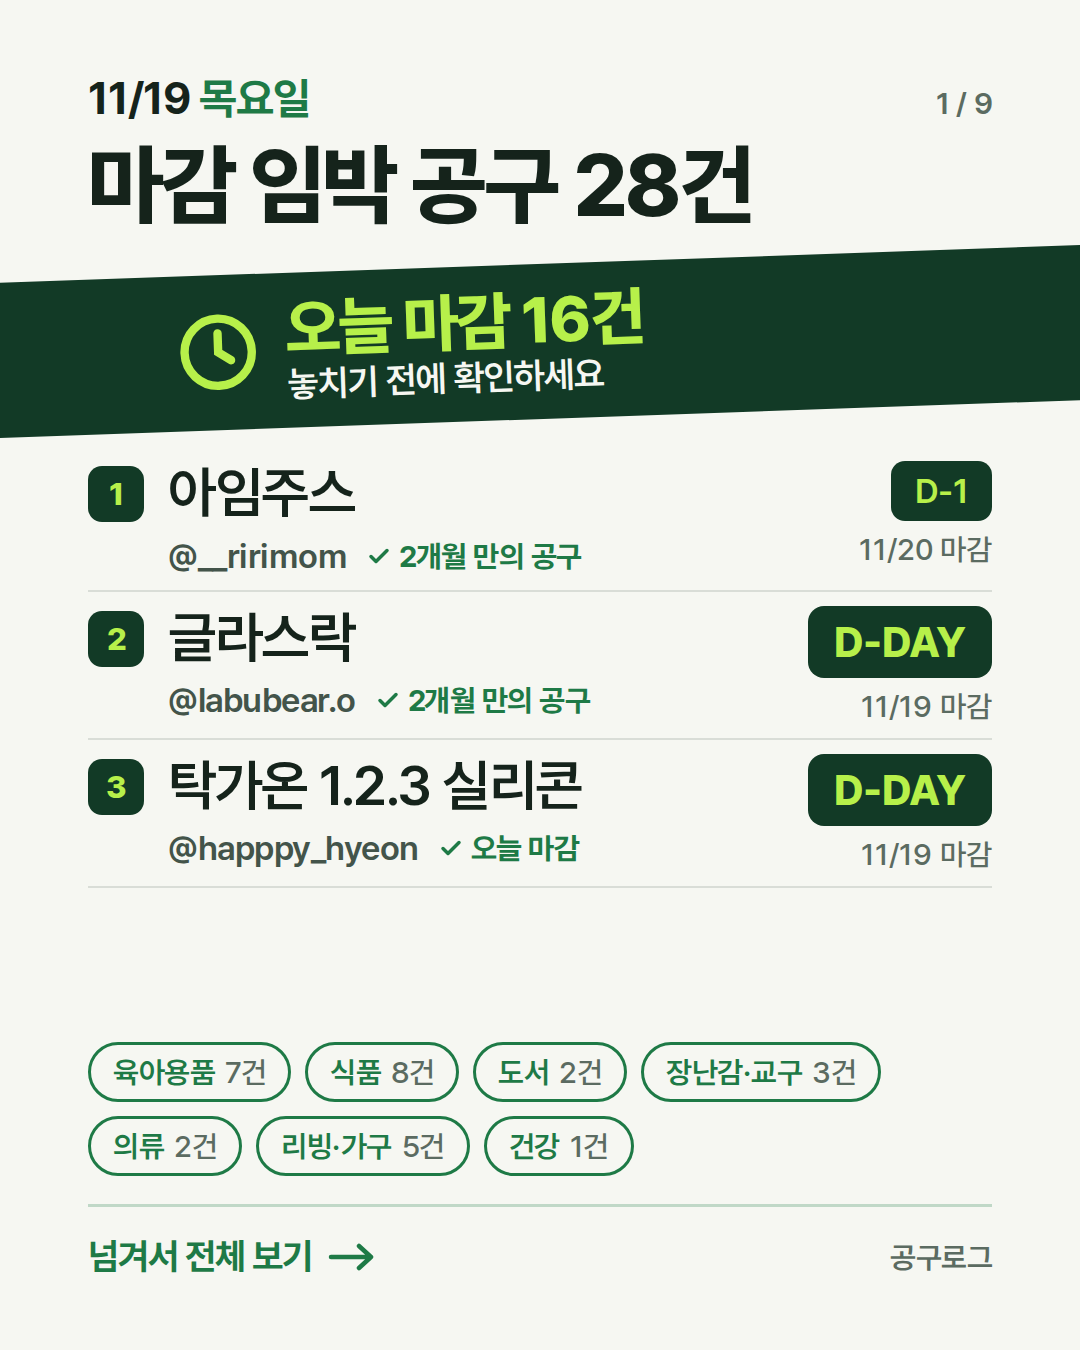 11/19 목요일
1 / 9
마감 임박 공구 28건
오늘 마감 16건
놓치기 전에 확인하세요
1 아임주스 D-1
@__ririmom 2개월 만의 공구 11/20 마감
2 글라스락 D-DAY
@labubear.o 2개월 만의 공구 11/19 마감
3 탁가온 1.2.3 실리콘 D-DAY
@happpy_hyeon 오늘 마감 11/19 마감
육아용품 7건 식품 8건 도서 2건 장난감·교구 3건
의류 2건 리빙·가구 5건 건강 1건
넘겨서 전체 보기 → 공구로그